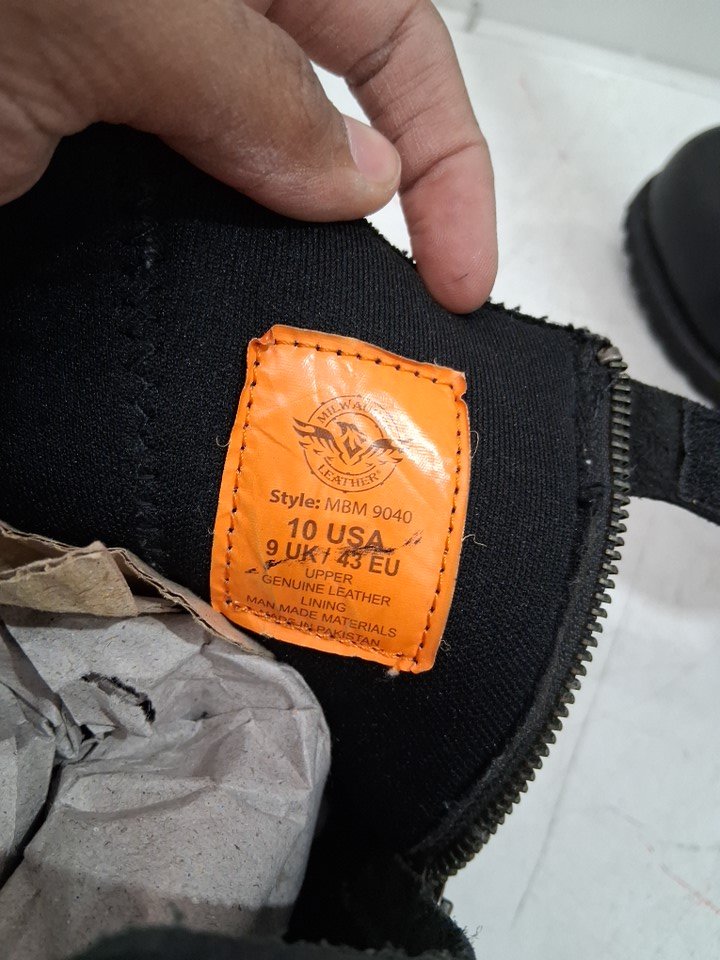 LEATHER
Style: MBM 9040
10 USA
9 UK / 43 EU
UPPER
GENUINE LEATHER
LINING
MAN MADE MATERIALS
MADE IN PAKISTAN